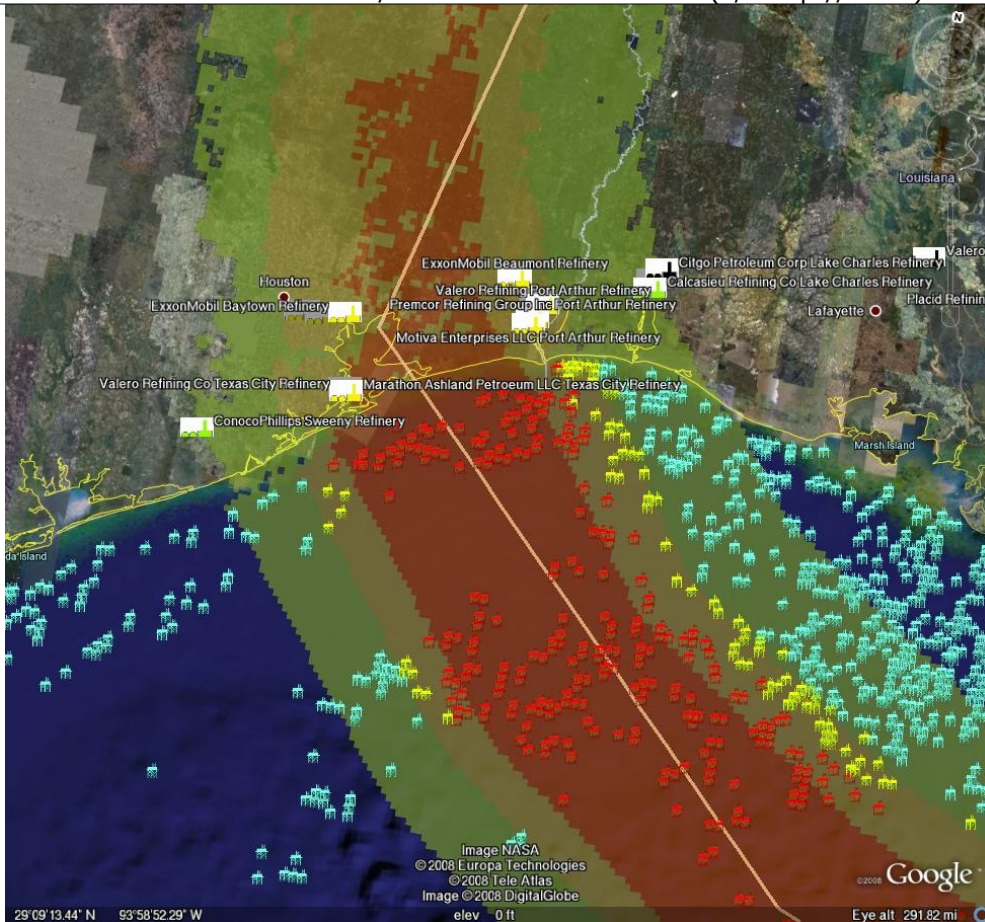 N
Louisiana
ExxonMobil Beaumont Refinery
Citgo Petroleum Corp Lake Charles Refinery
Valero
Houston
Valero Refining Port Arthur Refinery
Calcasieu Refining Co Lake Charles Refinery
Placid Refinin
ExxonMobil Baytown Refinery
Premcor Refining Group Inc Port Arthur Refinery
Lafayette
Motiva Enterprises LLC Port Arthur Refinery
Valero Refining Co Texas City Refinery
Marathon Ashland Petroeum LLC Texas City Refinery
ConocoPhillips Sweeny Refinery
Marsh Island
da Island
Image NASA
© 2008 Europa Technologies
© 2008 Tele Atlas
Image © 2008 DigitalGlobe
©2008 Google
29°09'13.44" N 93°58'52.29" W elev 0 ft Eye alt 291.82 mi